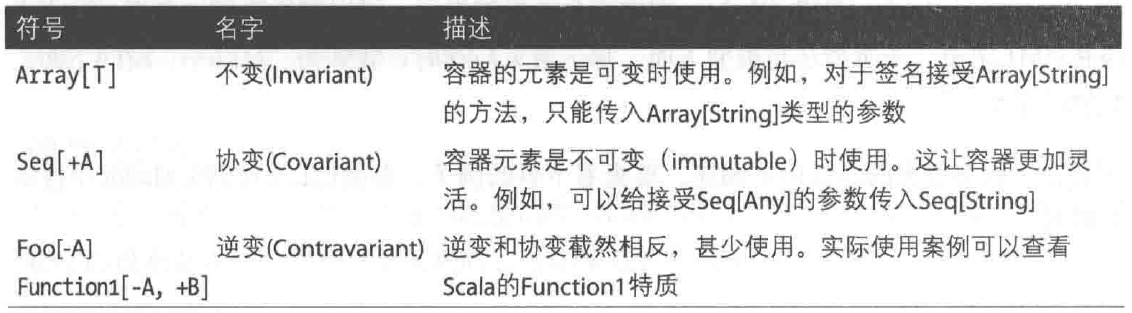 符号 名字 描述
Array[T] 不变(Invariant) 容器的元素是可变时使用。例如，对于签名接受Array[String]
的方法，只能传入Array[String]类型的参数
Seq[+A] 协变(Covariant) 容器元素是不可变（immutable）时使用。这让容器更加灵
活。例如，可以给接受Seq[Any]的参数传入Seq[String]
Foo[-A] 逆变(Contravariant) 逆变和协变截然相反，甚少使用。实际使用案例可以查看
Function1[-A, +B] Scala的Function1特质